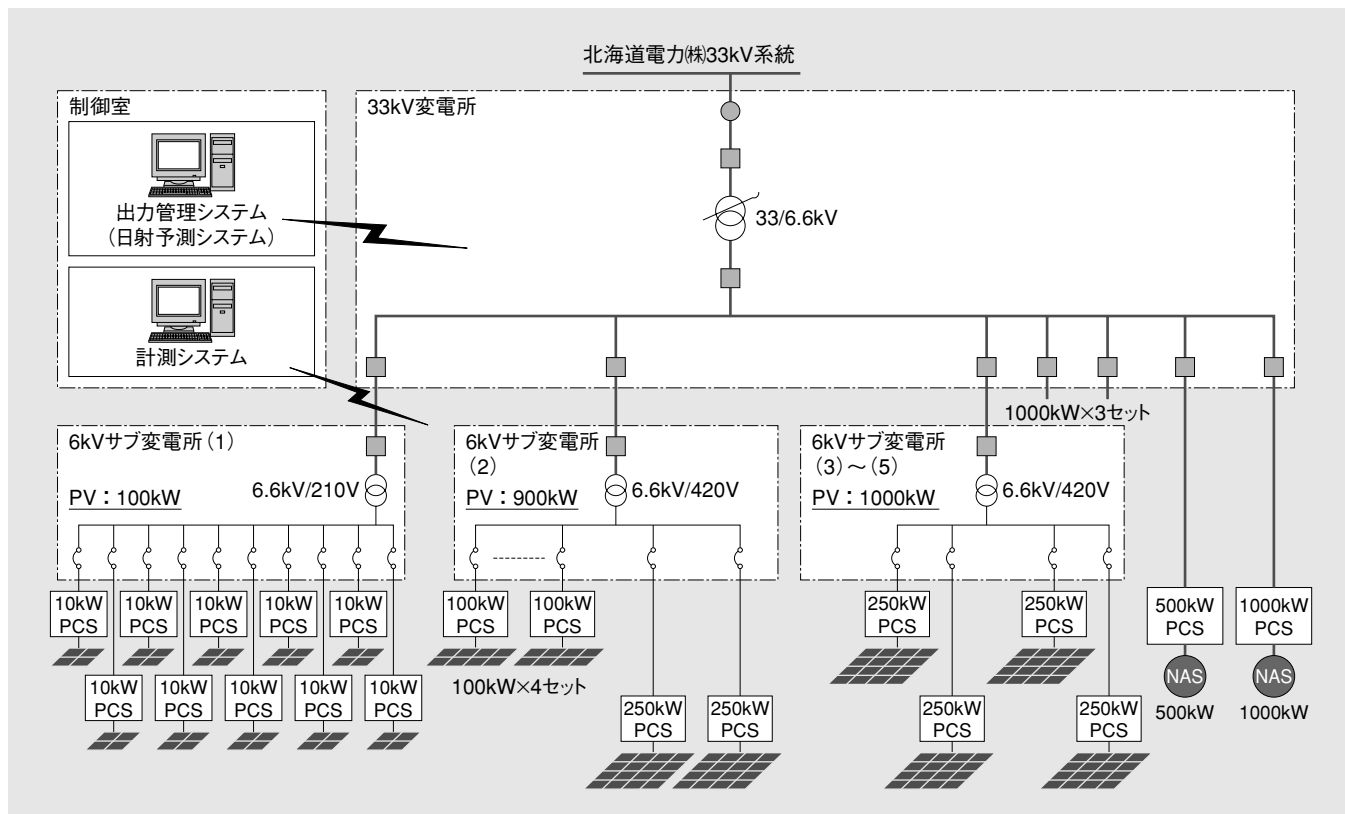 北海道電力㈱33kV系統
制御室
出力管理システム
（日射予測システム）
計測システム
33kV変電所
33/6.6kV
1000kW×3セット
6kVサブ変電所（1）
PV：100kW
6.6kV/210V
6kVサブ変電所
（2）
PV：900kW
6.6kV/420V
6kVサブ変電所
（3）～（5）
PV：1000kW
6.6kV/420V
10kW
PCS
10kW
PCS
10kW
PCS
10kW
PCS
10kW
PCS
10kW
PCS
10kW
PCS
10kW
PCS
10kW
PCS
10kW
PCS
100kW
PCS
100kW
PCS
100kW×4セット
250kW
PCS
250kW
PCS
250kW
PCS
250kW
PCS
250kW
PCS
250kW
PCS
500kW
PCS
NAS
500kW
1000kW
PCS
NAS
1000kW